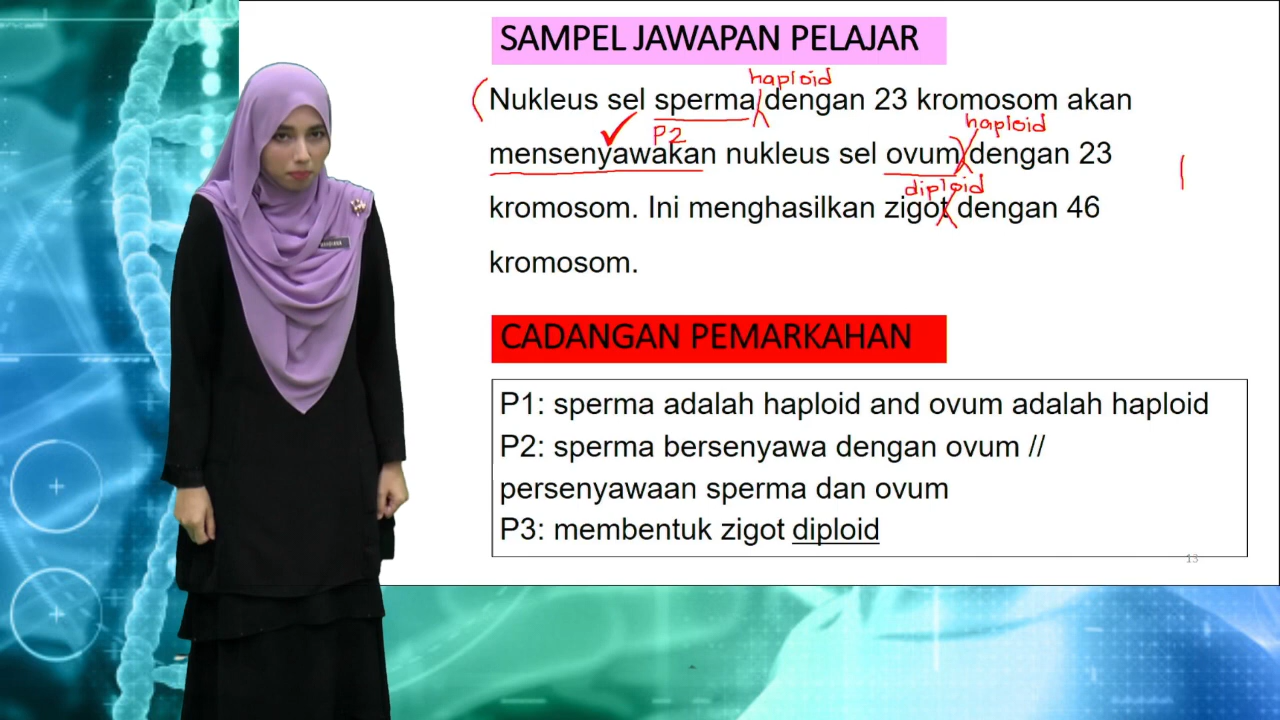 SAMPEL JAWAPAN PELAJAR
haploid
(Nukleus sel sperma dengan 23 kromosom akan
P2
haploid
mensenyawakan nukleus sel ovum dengan 23
diploid
kromosom. Ini menghasilkan zigot dengan 46
kromosom.
CADANGAN PEMARKAHAN
P1: sperma adalah haploid and ovum adalah haploid
P2: sperma bersenyawa dengan ovum //
persenyawaan sperma dan ovum
P3: membentuk zigot diploid
13